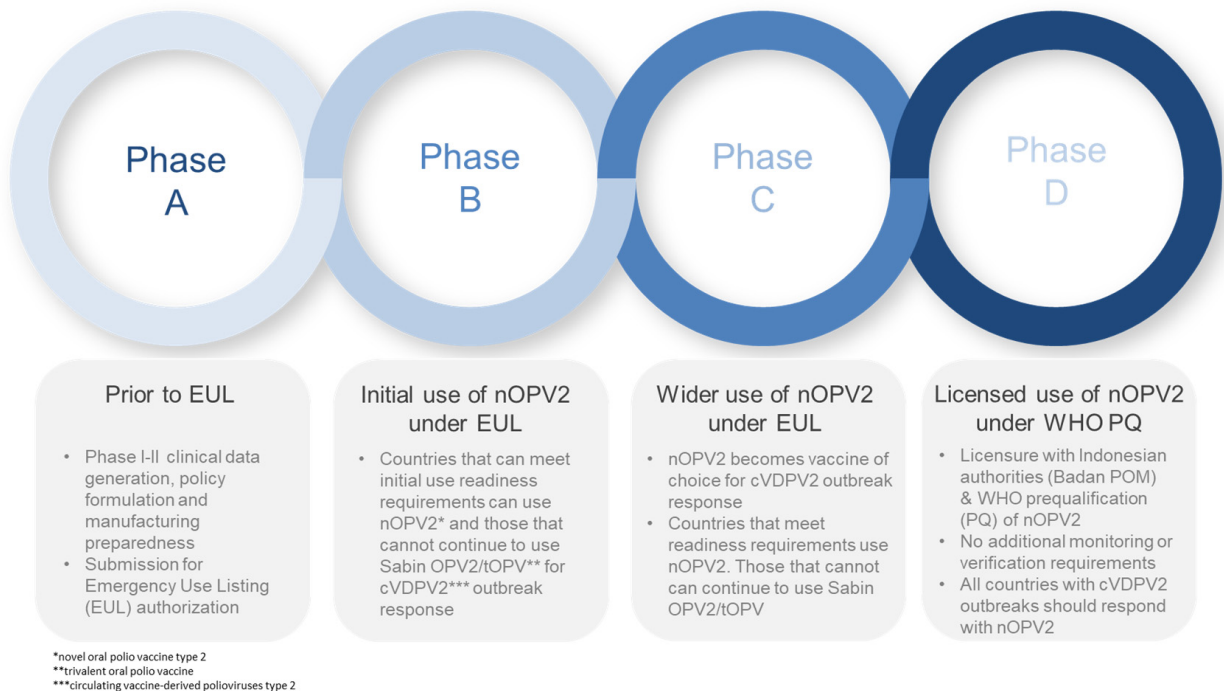 Phase
A
Phase
B
Phase
C
Phase
D
Prior to EUL
• Phase I-II clinical data
generation, policy
formulation and
manufacturing
preparedness
• Submission for
Emergency Use Listing
(EUL) authorization
Initial use of nOPV2
under EUL
• Countries that can meet
initial use readiness
requirements can use
nOPV2* and those that
cannot continue to use
Sabin OPV2/tOPV** for
cVDPV2*** outbreak
response
Wider use of nOPV2
under EUL
• nOPV2 becomes vaccine of
choice for cVDPV2 outbreak
response
• Countries that meet
readiness requirements use
nOPV2. Those that cannot
can continue to use Sabin
OPV2/tOPV
Licensed use of nOPV2
under WHO PQ
• Licensure with Indonesian
authorities (Badan POM)
& WHO prequalification
(PQ) of nOPV2
• No additional monitoring or
verification requirements
• All countries with cVDPV2
outbreaks should respond
with nOPV2
*novel oral polio vaccine type 2
**trivalent oral polio vaccine
***circulating vaccine-derived polioviruses type 2